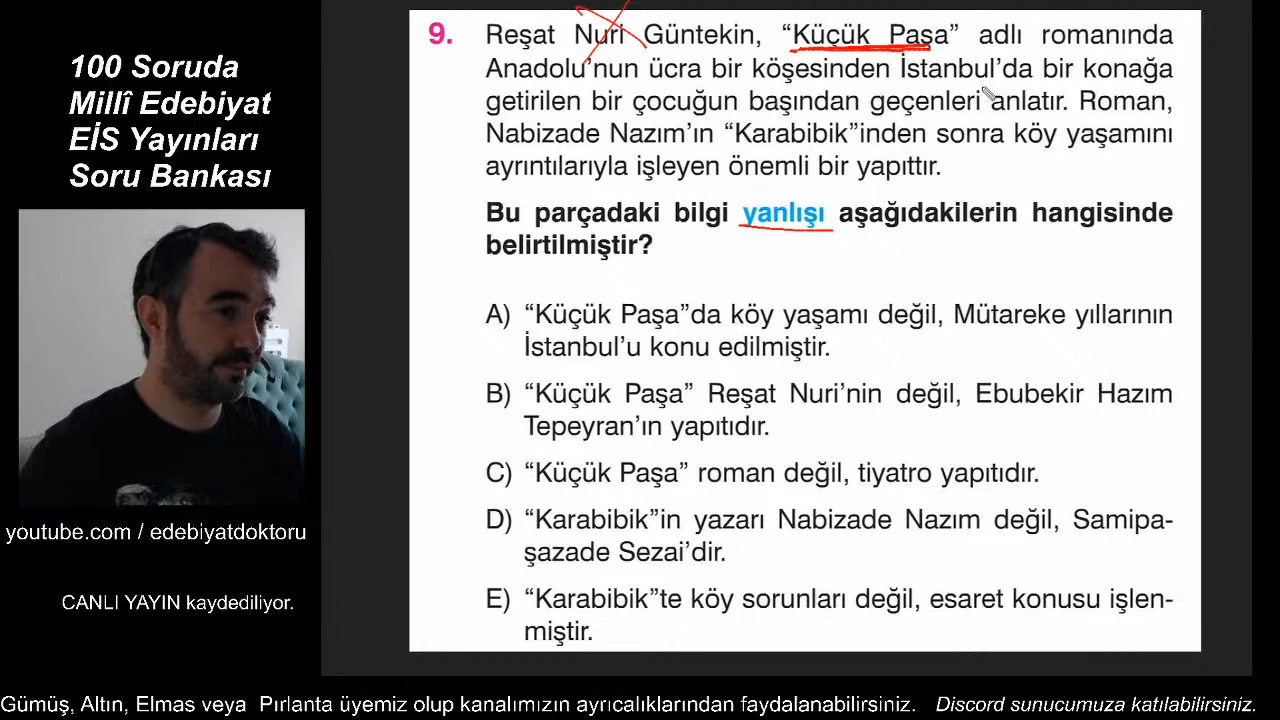 100 Soruda
Millî Edebiyat
EİS Yayınları
Soru Bankası
youtube.com / edebiyatdoktoru
CANLI YAYIN kaydediliyor.
9. Reşat Nuri Güntekin, “Küçük Paşa” adlı romanında
Anadolu’nun ücra bir köşesinden İstanbul’da bir konağa
getirilen bir çocuğun başından geçenleri anlatır. Roman,
Nabizade Nazım’ın “Karabibik”inden sonra köy yaşamını
ayrıntılarıyla işleyen önemli bir yapıttır.
Bu parçadaki bilgi yanlışı aşağıdakilerin hangisinde
belirtilmiştir?
A) “Küçük Paşa”da köy yaşamı değil, Mütareke yıllarının
İstanbul’u konu edilmiştir.
B) “Küçük Paşa” Reşat Nuri’nin değil, Ebubekir Hazım
Tepeyran’ın yapıtıdır.
C) “Küçük Paşa” roman değil, tiyatro yapıtıdır.
D) “Karabibik”in yazarı Nabizade Nazım değil, Samipa-
şazade Sezai’dir.
E) “Karabibik”te köy sorunları değil, esaret konusu işlen-
miştir.
Gümüş, Altın, Elmas veya Pırlanta üyemiz olup kanalımızın ayrıcalıklarından faydalanabilirsiniz. Discord sunucumuza katılabilirsiniz.